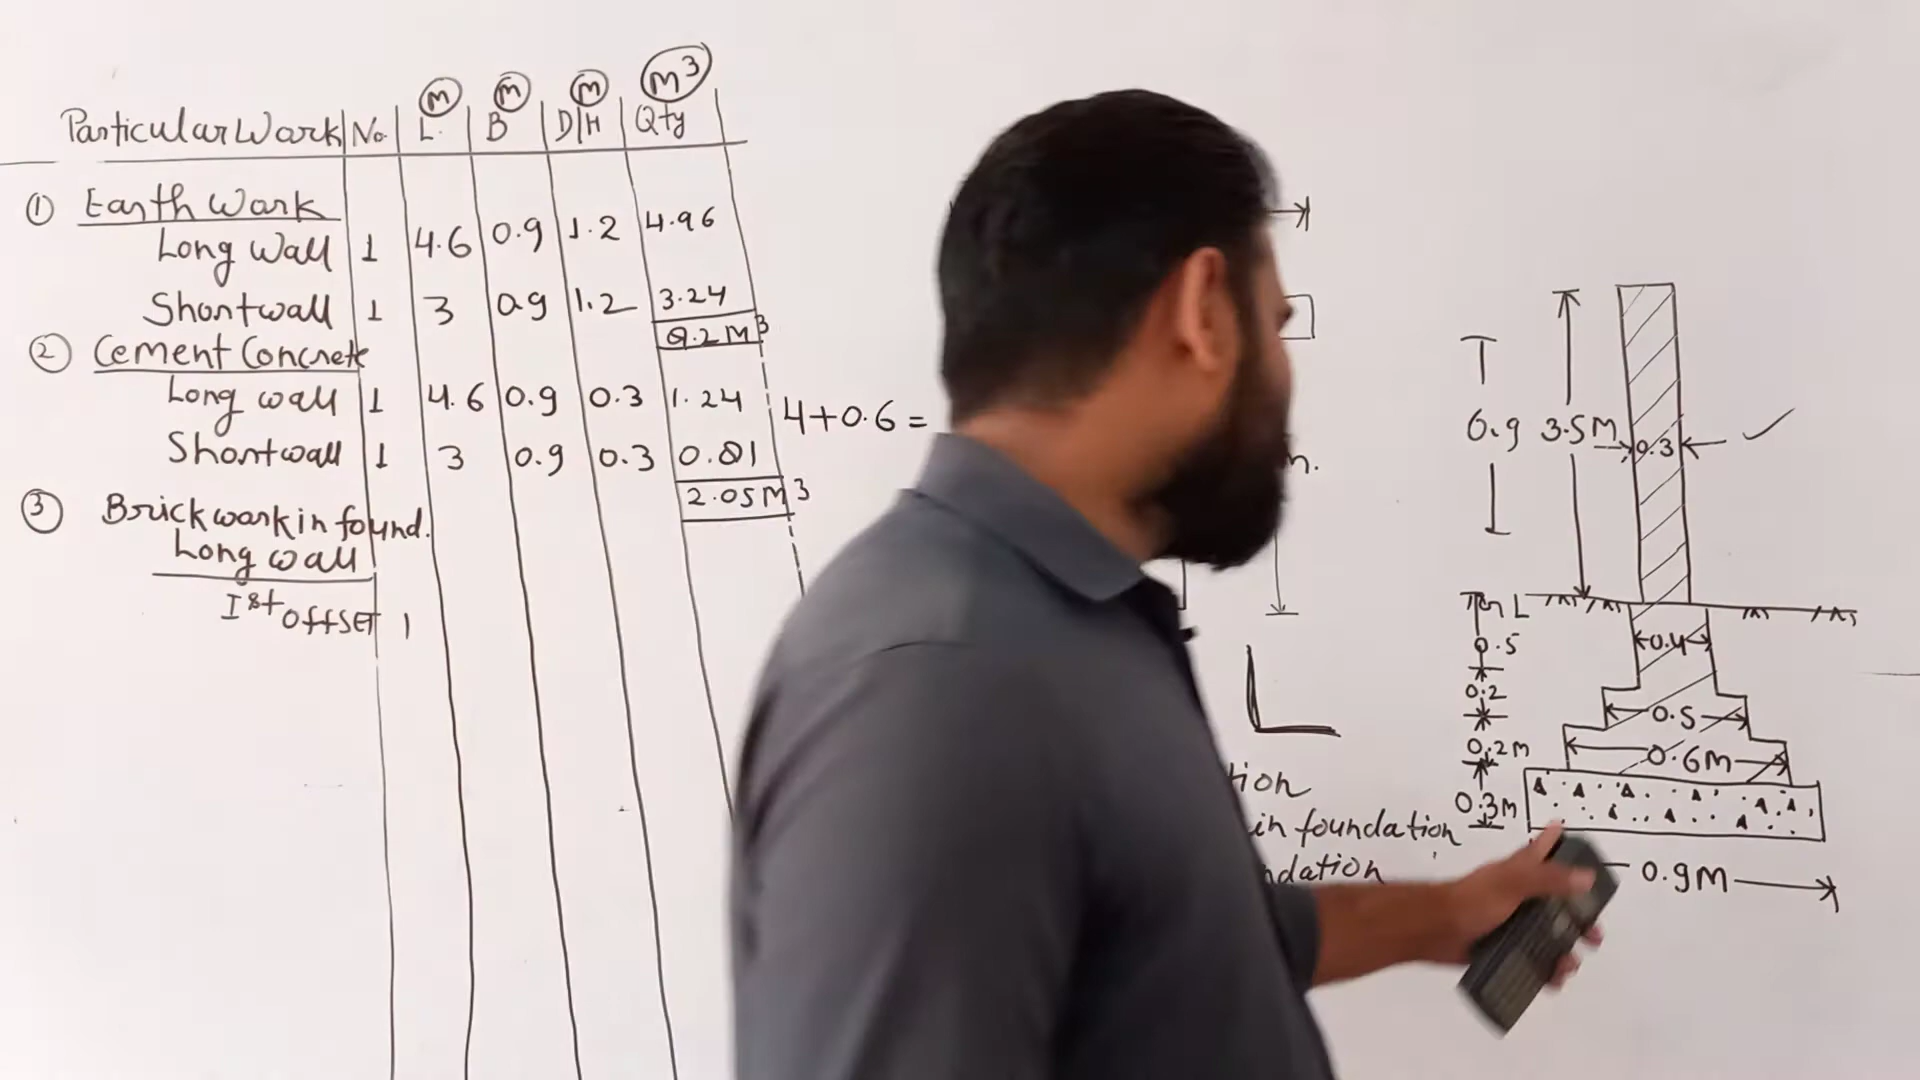 M M M M³
Particular Work No. L. B D/H Qty
① Earth Work
Long Wall 1 4.6 0.9 1.2 4.96
Short wall 1 3 0.9 1.2 3.24
8.2 M³
② Cement Concrete
Long wall 1 4.6 0.9 0.3 1.24
Short wall 1 3 0.9 0.3 0.81
2.05 M³
③ Brick work in found.
Long wall
1st offSET 1
4+0.6 =
0.9 3.5M 0.3
0.5 0.4
0.2 0.5
0.2M 0.6M
0.3M
0.9M
in foundation